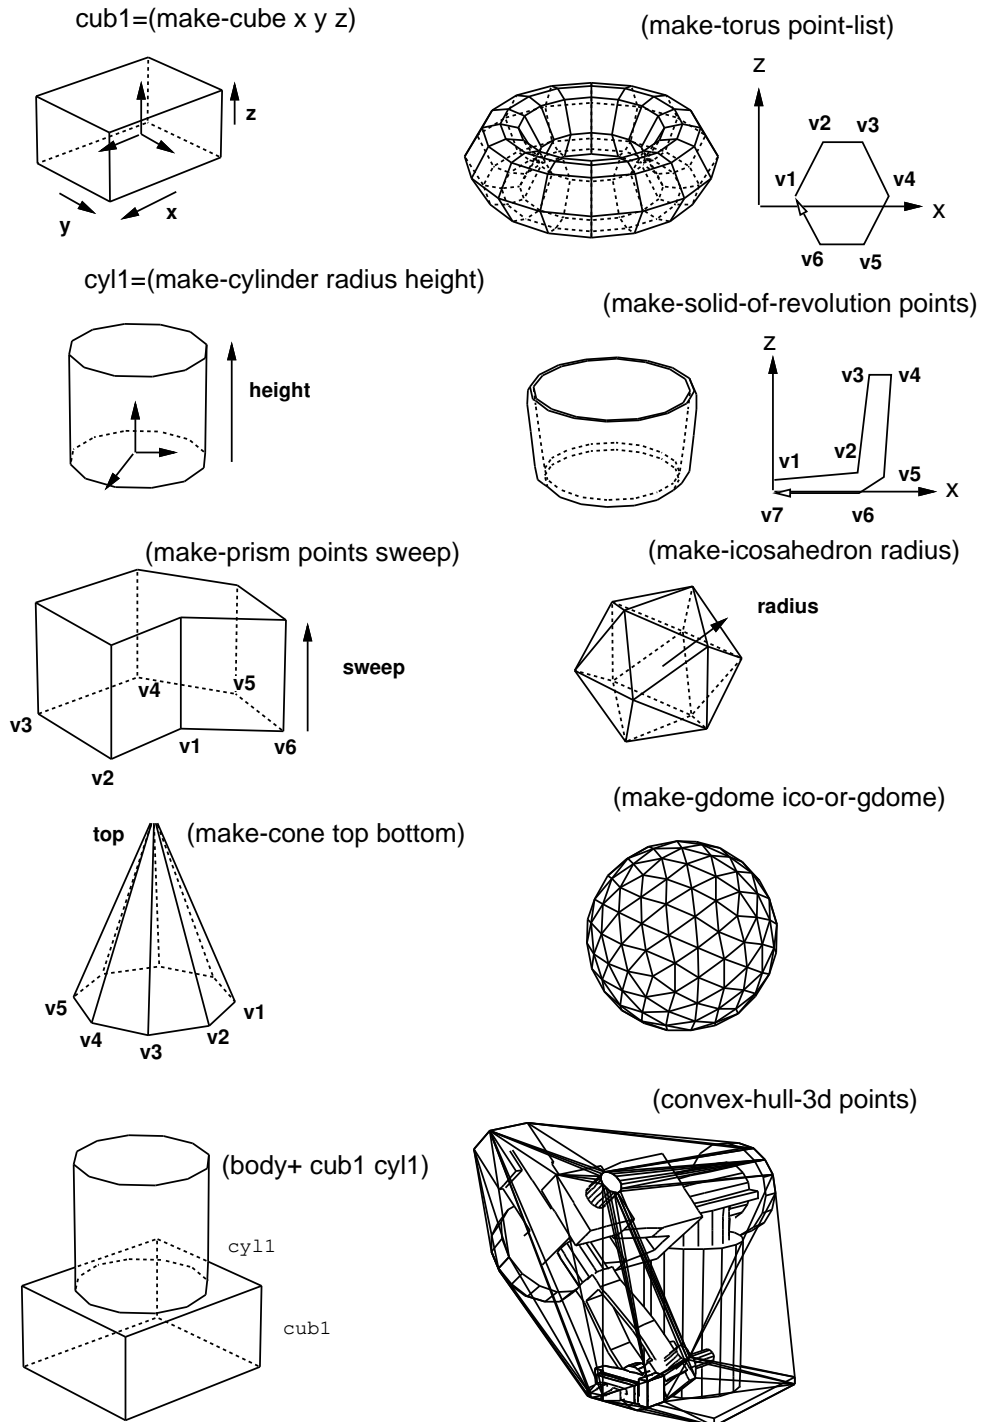 cub1=(make-cube x y z)
z
x
y
(make-torus point-list)
z
v2 v3
v1 v4
x
v6 v5
cyl1=(make-cylinder radius height)
height
(make-solid-of-revolution points)
z
v3 v4
v2
v1
v5
x
v7 v6
(make-prism points sweep)
sweep
v4 v5
v3
v1 v6
v2
(make-icosahedron radius)
radius
top (make-cone top bottom)
v5 v1
v4 v2
v3
(make-gdome ico-or-gdome)
(body+ cub1 cyl1)
cyl1
cub1
(convex-hull-3d points)